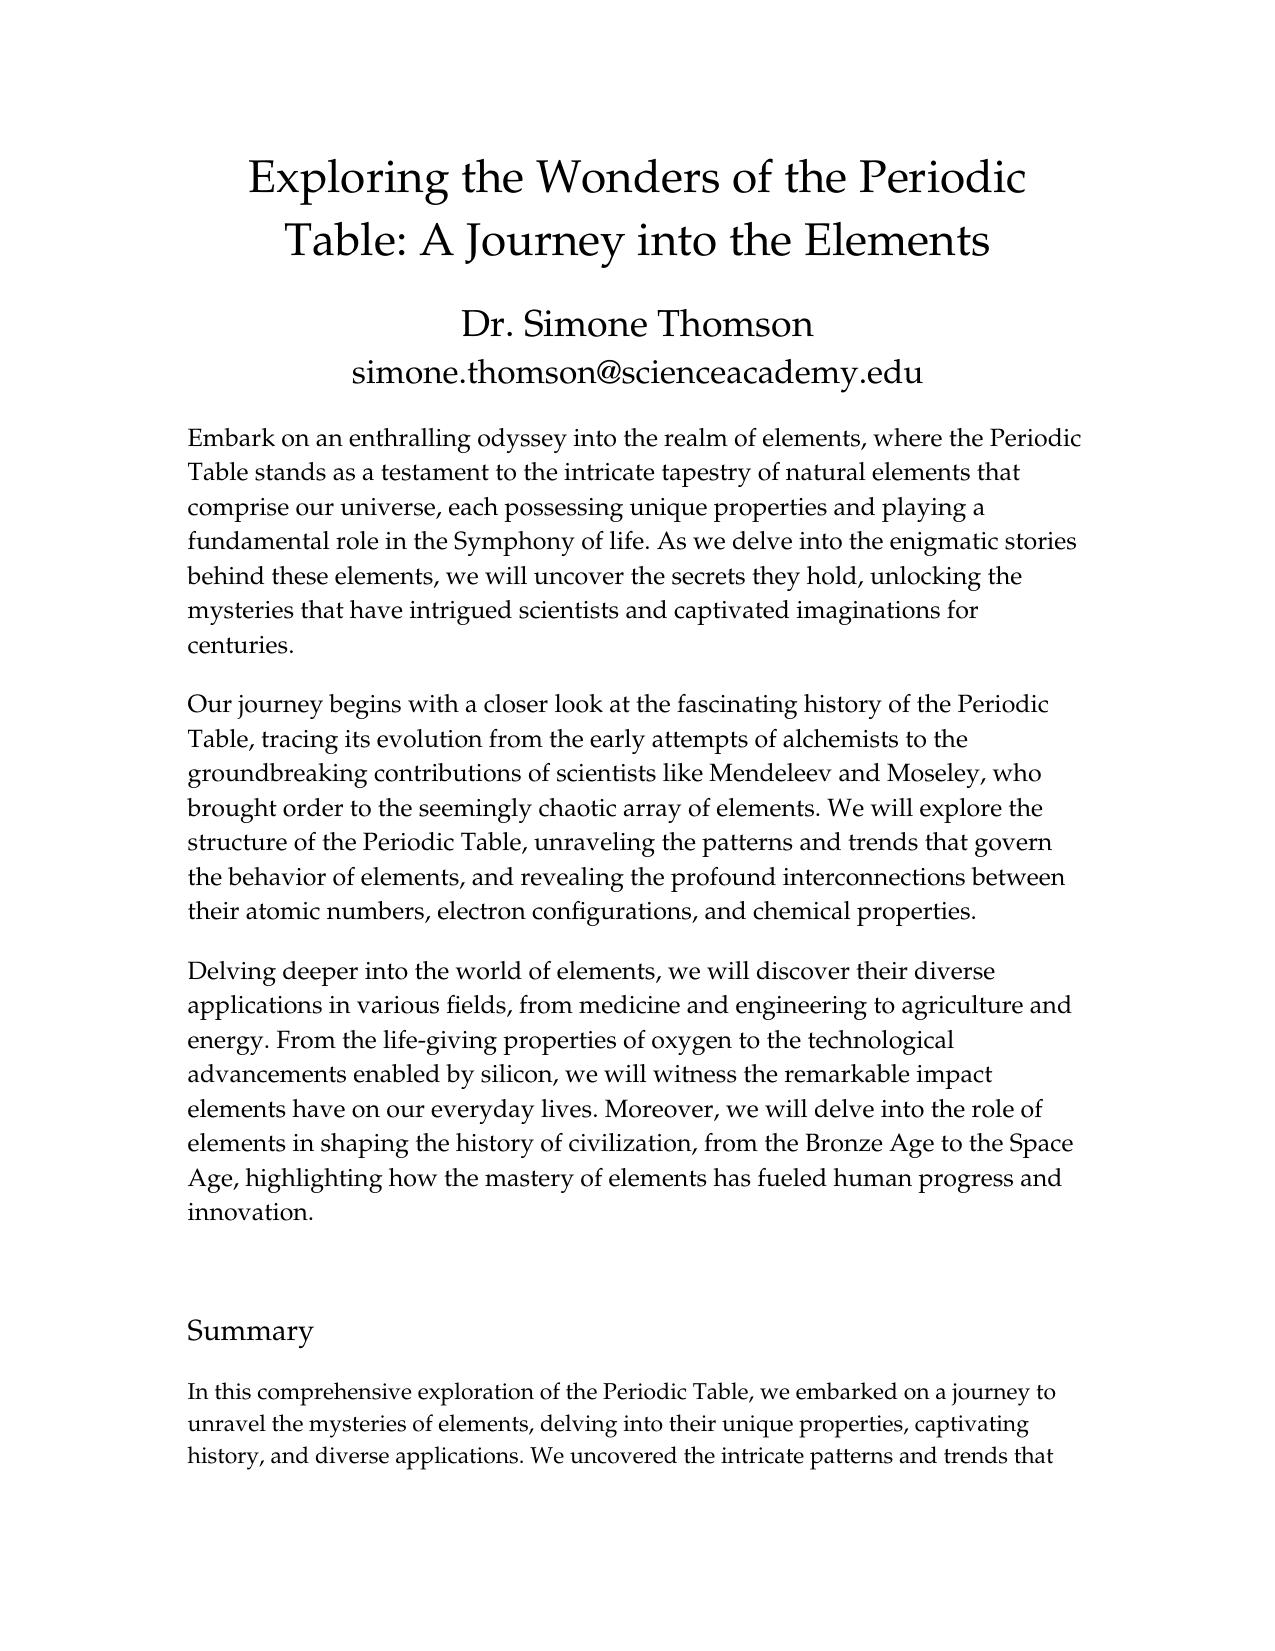 Exploring the Wonders of the Periodic
Table: A Journey into the Elements
Dr. Simone Thomson
simone.thomson@scienceacademy.edu
Embark on an enthralling odyssey into the realm of elements, where the Periodic
Table stands as a testament to the intricate tapestry of natural elements that
comprise our universe, each possessing unique properties and playing a
fundamental role in the Symphony of life. As we delve into the enigmatic stories
behind these elements, we will uncover the secrets they hold, unlocking the
mysteries that have intrigued scientists and captivated imaginations for
centuries.
Our journey begins with a closer look at the fascinating history of the Periodic
Table, tracing its evolution from the early attempts of alchemists to the
groundbreaking contributions of scientists like Mendeleev and Moseley, who
brought order to the seemingly chaotic array of elements. We will explore the
structure of the Periodic Table, unraveling the patterns and trends that govern
the behavior of elements, and revealing the profound interconnections between
their atomic numbers, electron configurations, and chemical properties.
Delving deeper into the world of elements, we will discover their diverse
applications in various fields, from medicine and engineering to agriculture and
energy. From the life-giving properties of oxygen to the technological
advancements enabled by silicon, we will witness the remarkable impact
elements have on our everyday lives. Moreover, we will delve into the role of
elements in shaping the history of civilization, from the Bronze Age to the Space
Age, highlighting how the mastery of elements has fueled human progress and
innovation.
Summary
In this comprehensive exploration of the Periodic Table, we embarked on a journey to
unravel the mysteries of elements, delving into their unique properties, captivating
history, and diverse applications. We uncovered the intricate patterns and trends that